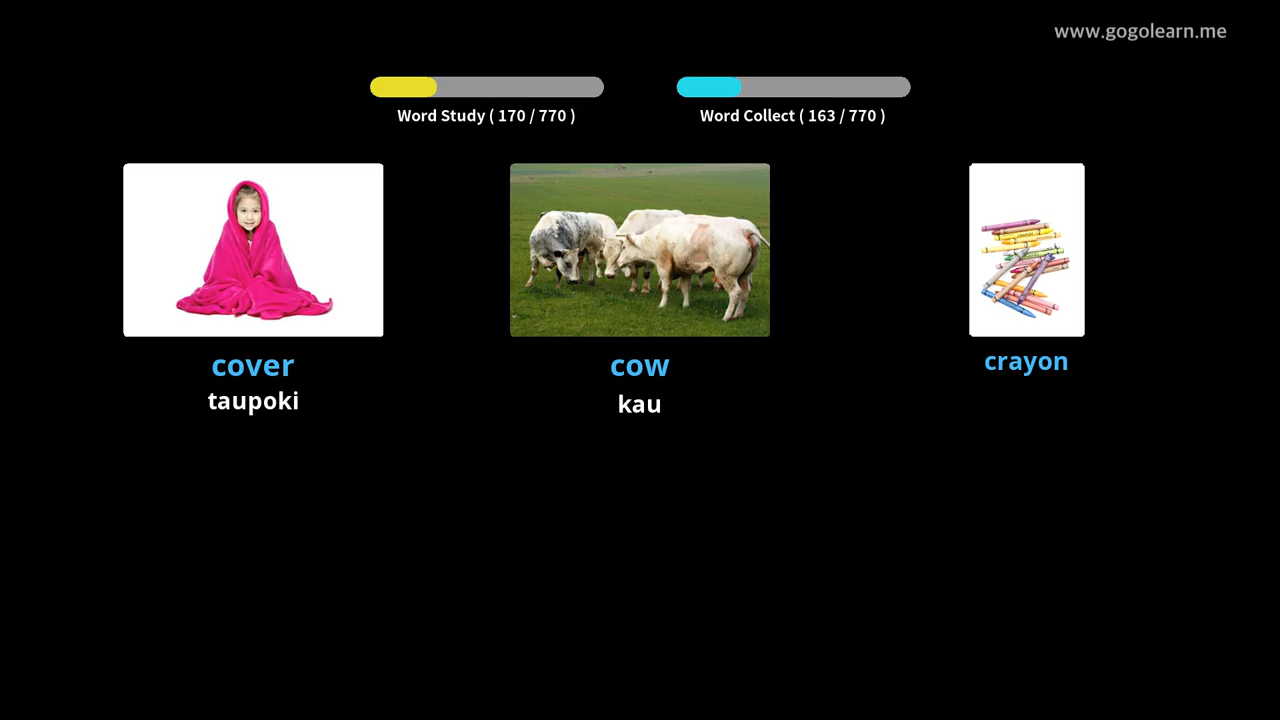 www.gogolearn.me
Word Study ( 170 / 770 )
Word Collect ( 163 / 770 )
cover
taupoki
cow
kau
crayon